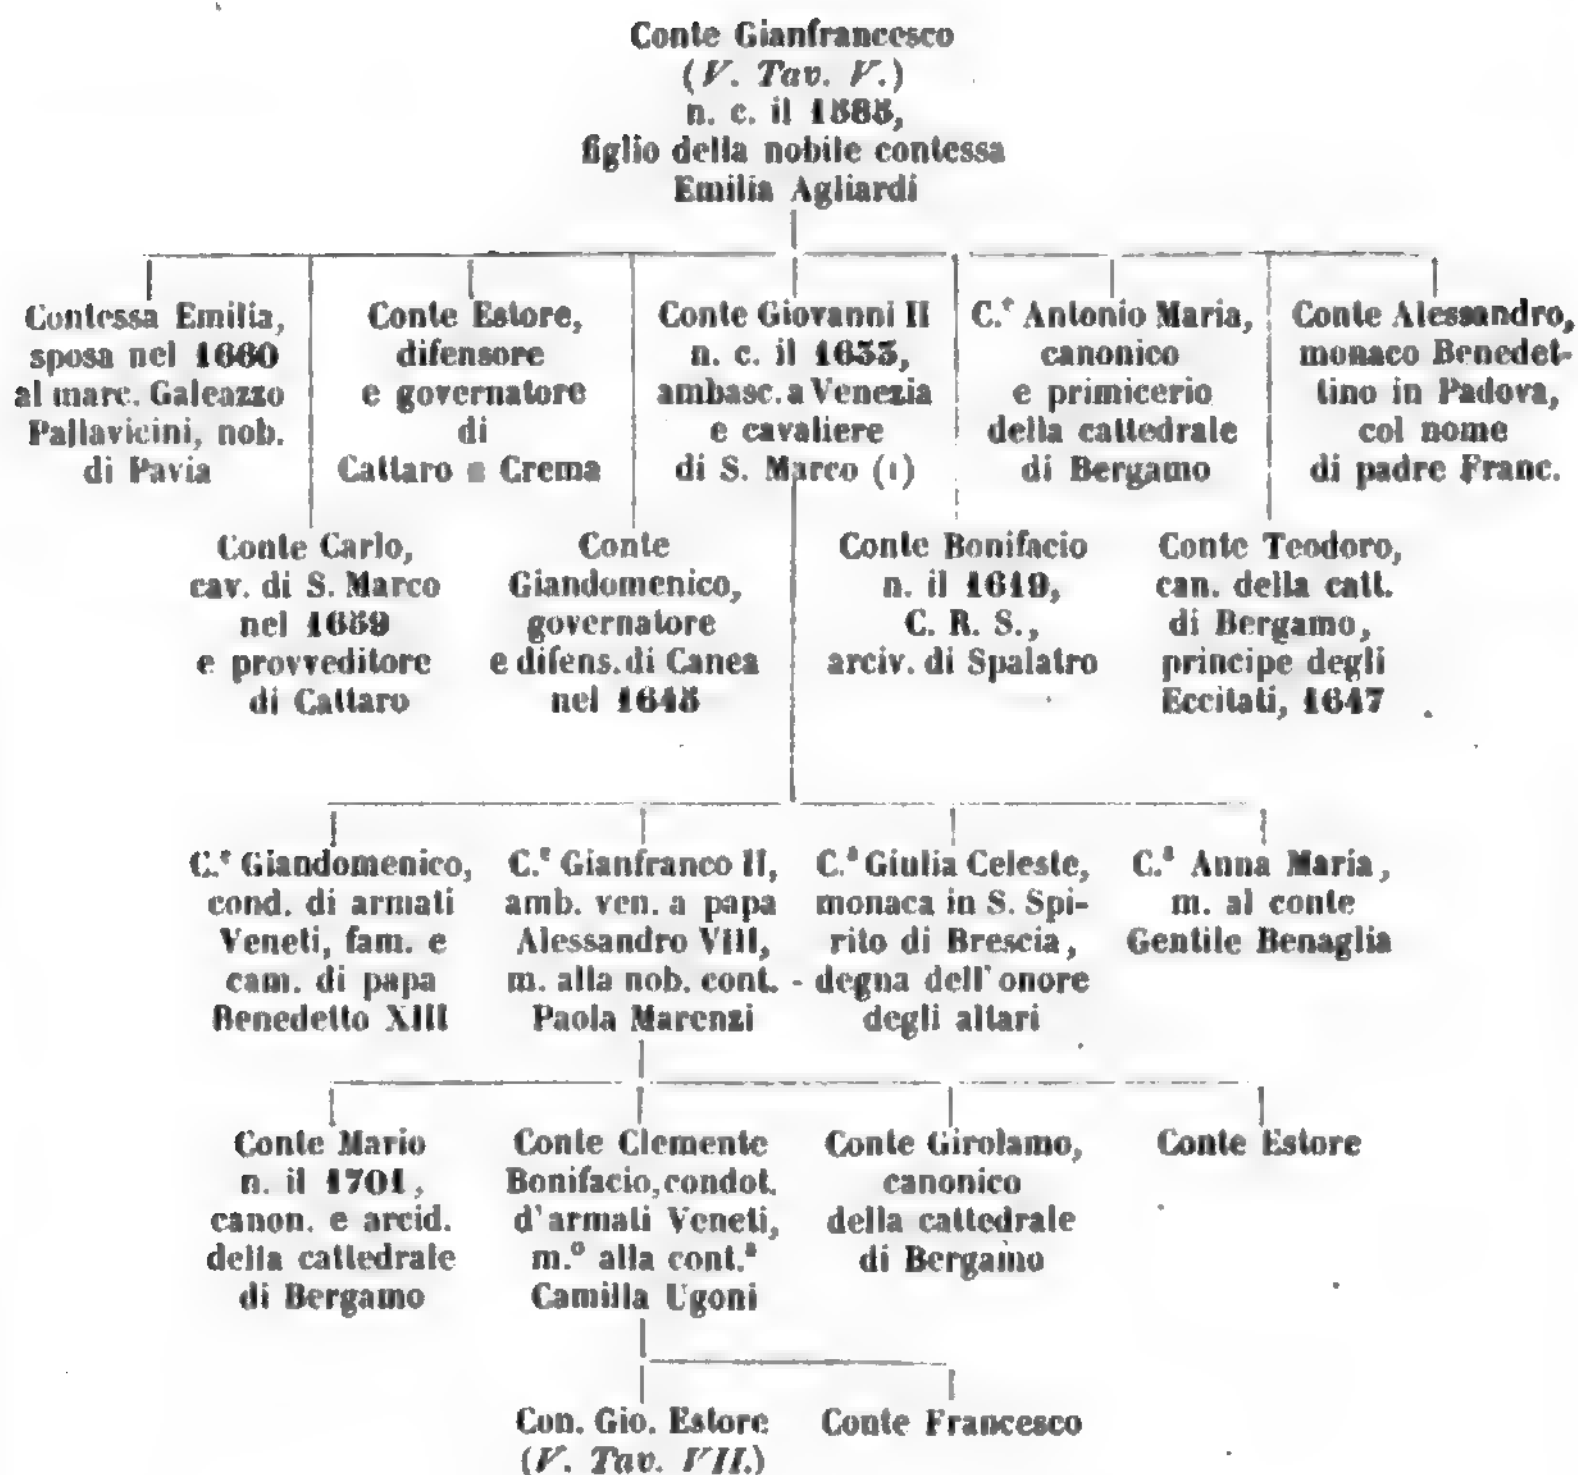 Conte Gianfrancesco
(V. Tav. V.)
n. c. il 1585,
figlio della nobile contessa
Emilia Agliardi
Contessa Emilia,
sposa nel 1660
al marc. Galeazzo
Pallavicini, nob.
di Pavia
Conte Estore,
difensore
e governatore
di
Cattaro e Crema
Conte Giovanni II
n. c. il 1633,
ambasc. a Venezia
e cavaliere
di S. Marco (1)
C.e Antonio Maria,
canonico
e primicerio
della cattedrale
di Bergamo
Conte Alessandro,
monaco Benedet-
tino in Padova,
col nome
di padre Franc.
Conte Carlo,
cav. di S. Marco
nel 1659
e provveditore
di Cattaro
Conte
Giandomenico,
governatore
e difens. di Canea
nel 1645
Conte Bonifacio
n. il 1619,
C. R. S.,
arciv. di Spalatro
Conte Teodoro,
can. della catt.
di Bergamo,
principe degli
Eccitati, 1647
C.e Giandomenico,
cond. di armati
Veneti, fam. e
cam. di papa
Benedetto XIII
C.e Gianfranco II,
amb. ven. a papa
Alessandro VIII,
m. alla nob. cont.
Paola Marenzi
C.a Giulia Celeste,
monaca in S. Spi-
rito di Brescia,
degna dell'onore
degli altari
C.a Anna Maria,
m. al conte
Gentile Benaglia
Conte Mario
n. il 1701,
canon. e arcid.
della cattedrale
di Bergamo
Conte Clemente
Bonifacio, condot.
d'armati Veneti,
m.o alla cont.a
Camilla Ugoni
Conte Girolamo,
canonico
della cattedrale
di Bergamo
Conte Estore
Con. Gio. Estore
(V. Tav. VII.)
Conte Francesco